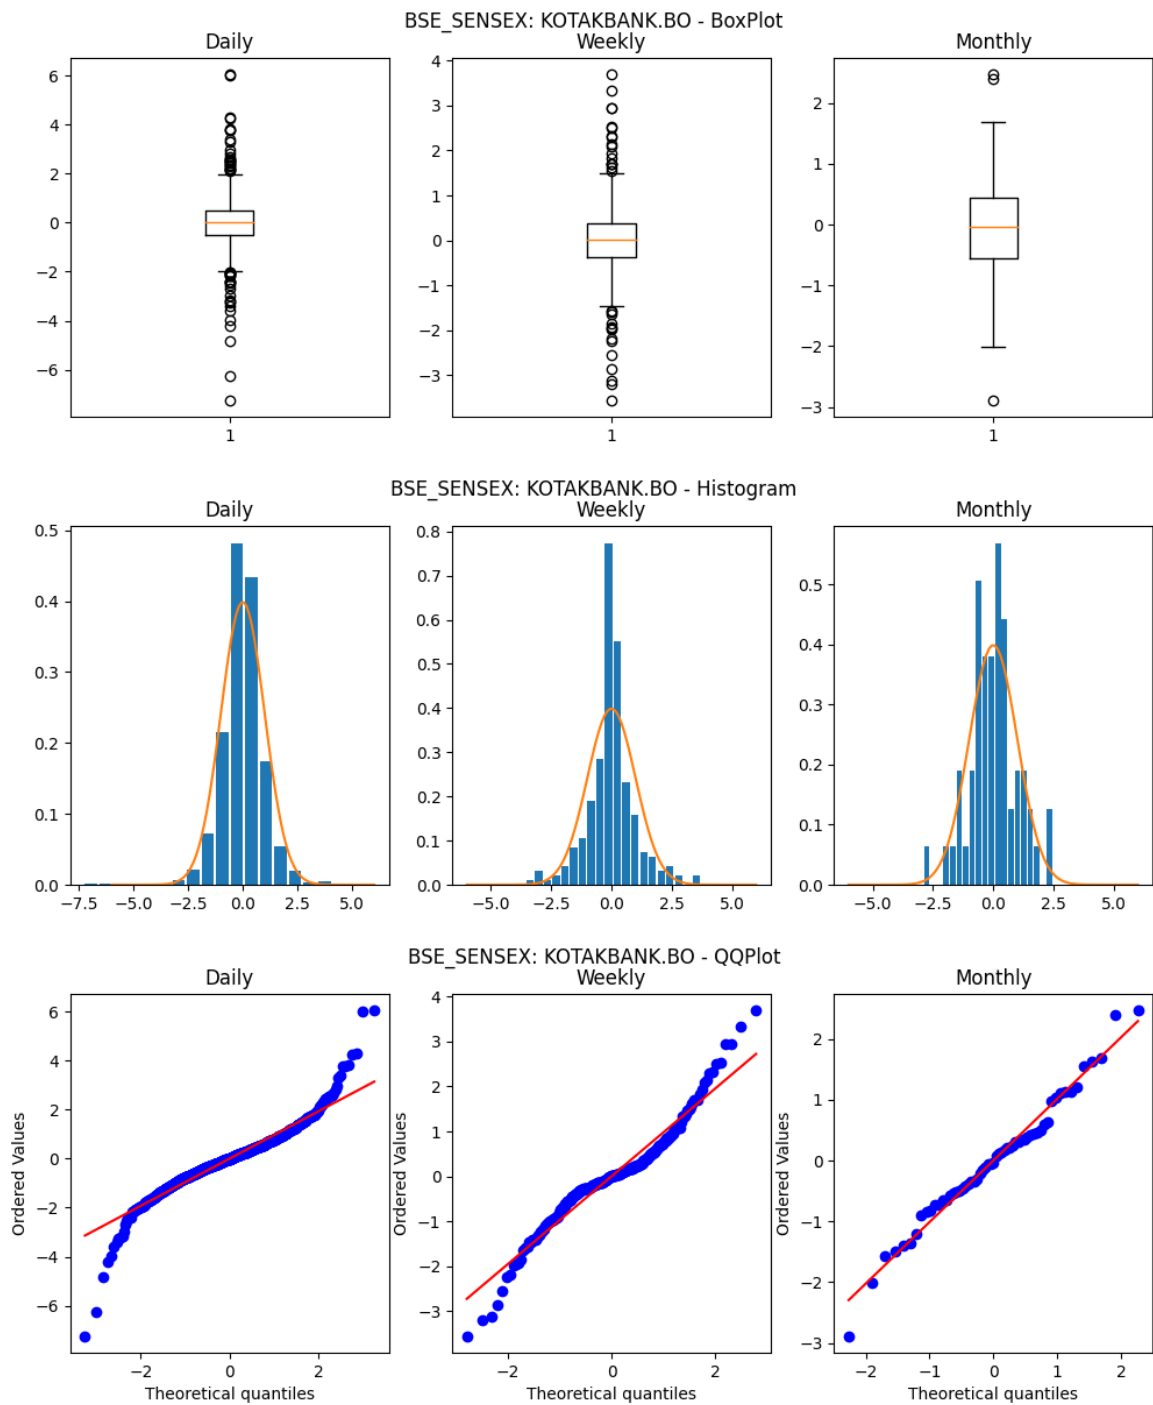 BSE_SENSEX: KOTAKBANK.BO - BoxPlot
Daily
Weekly
Monthly
6
4
2
0
−2
−4
−6
1
4
3
2
1
0
−1
−2
−3
1
2
1
0
−1
−2
−3
1
BSE_SENSEX: KOTAKBANK.BO - Histogram
Daily
Weekly
Monthly
0.5
0.4
0.3
0.2
0.1
0.0
−7.5 −5.0 −2.5 0.0 2.5 5.0
0.8
0.7
0.6
0.5
0.4
0.3
0.2
0.1
0.0
−5.0 −2.5 0.0 2.5 5.0
0.5
0.4
0.3
0.2
0.1
0.0
−5.0 −2.5 0.0 2.5 5.0
BSE_SENSEX: KOTAKBANK.BO - QQPlot
Daily
Weekly
Monthly
Ordered Values
6
4
2
0
−2
−4
−6
−2 0 2
Theoretical quantiles
Ordered Values
4
3
2
1
0
−1
−2
−3
−2 0 2
Theoretical quantiles
Ordered Values
2
1
0
−1
−2
−3
−2 −1 0 1 2
Theoretical quantiles